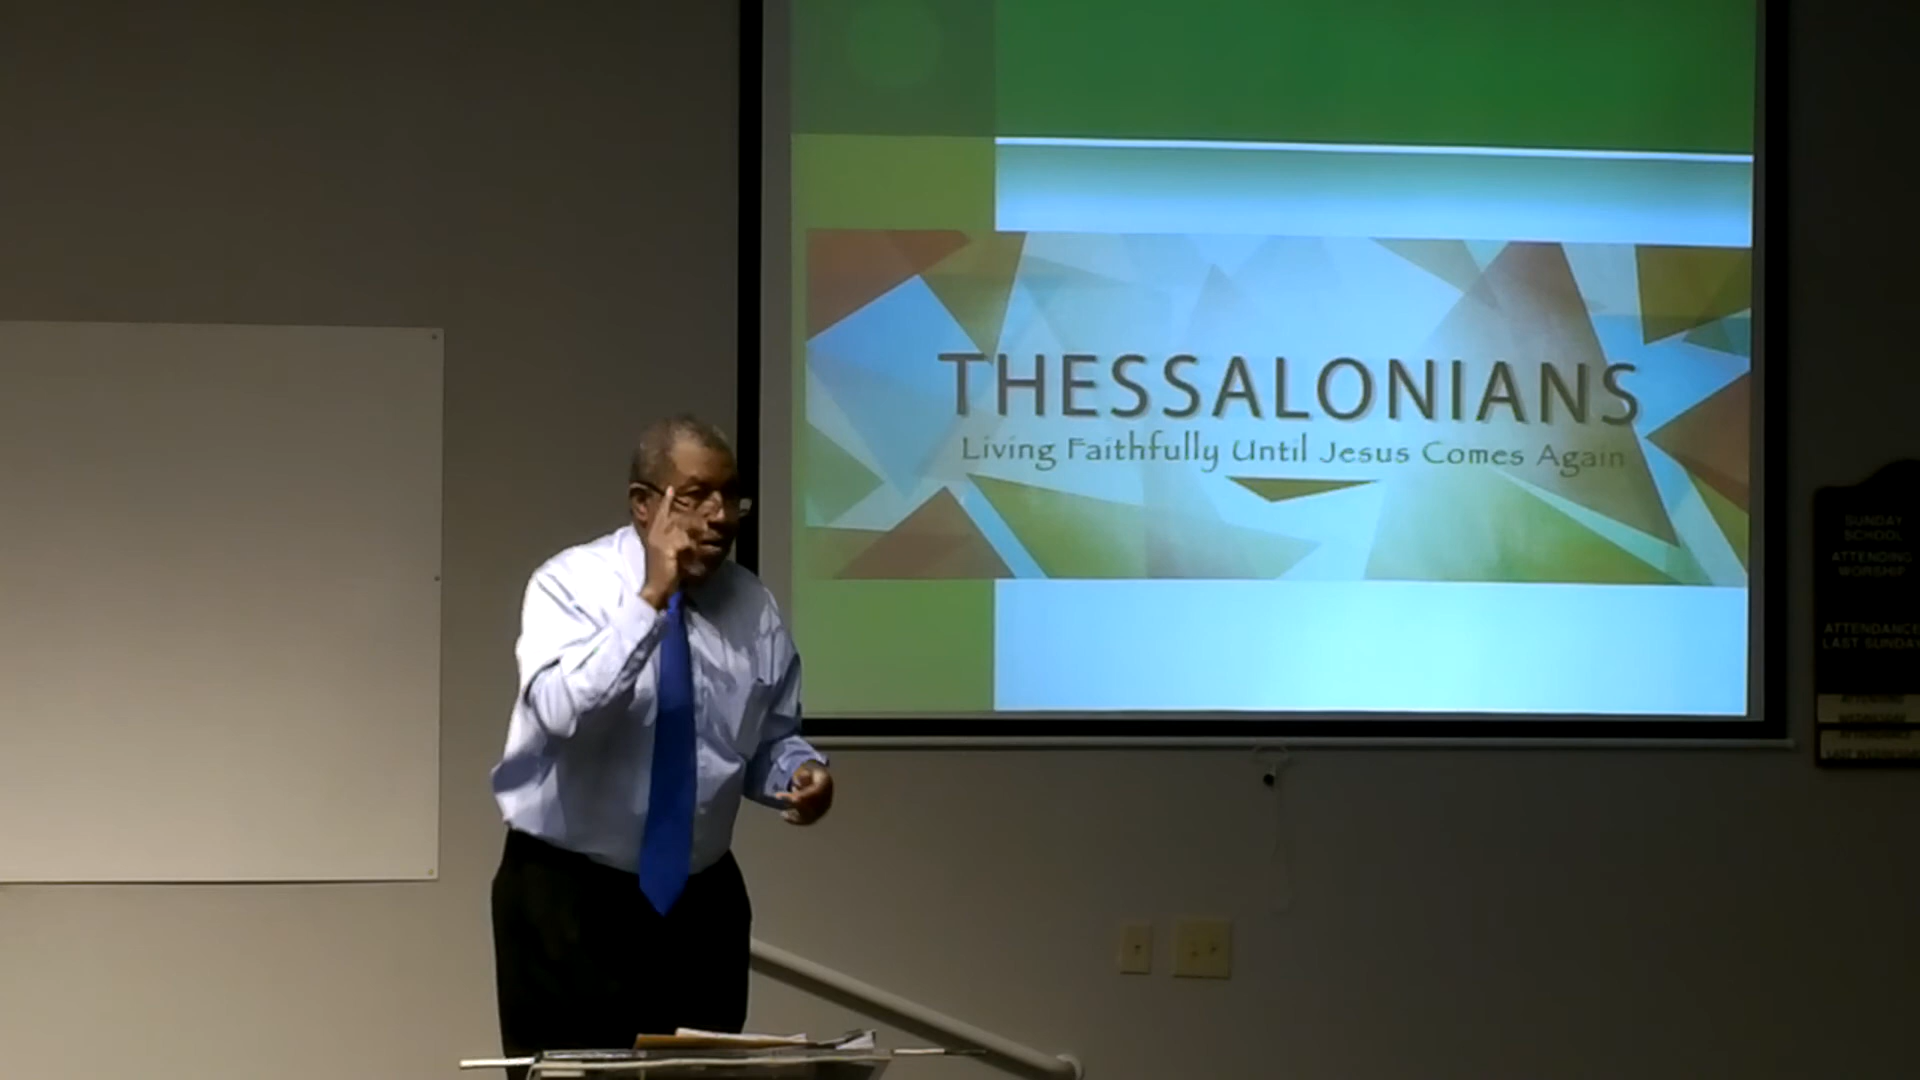 THESSALONIANS
Living Faithfully Until Jesus Comes Again
SUNDAY
SCHOOL
ATTENDING
WORSHIP
ATTENDANCE
LAST SUNDAY